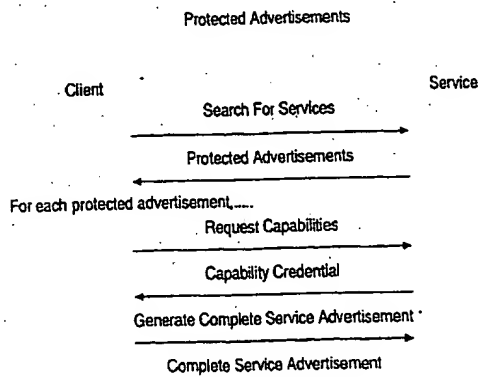 Protected Advertisements
Client
Service
Search For Services
Protected Advertisements
For each protected advertisement,.....
Request Capabilities
Capability Credential
Generate Complete Service Advertisement
Complete Service Advertisement